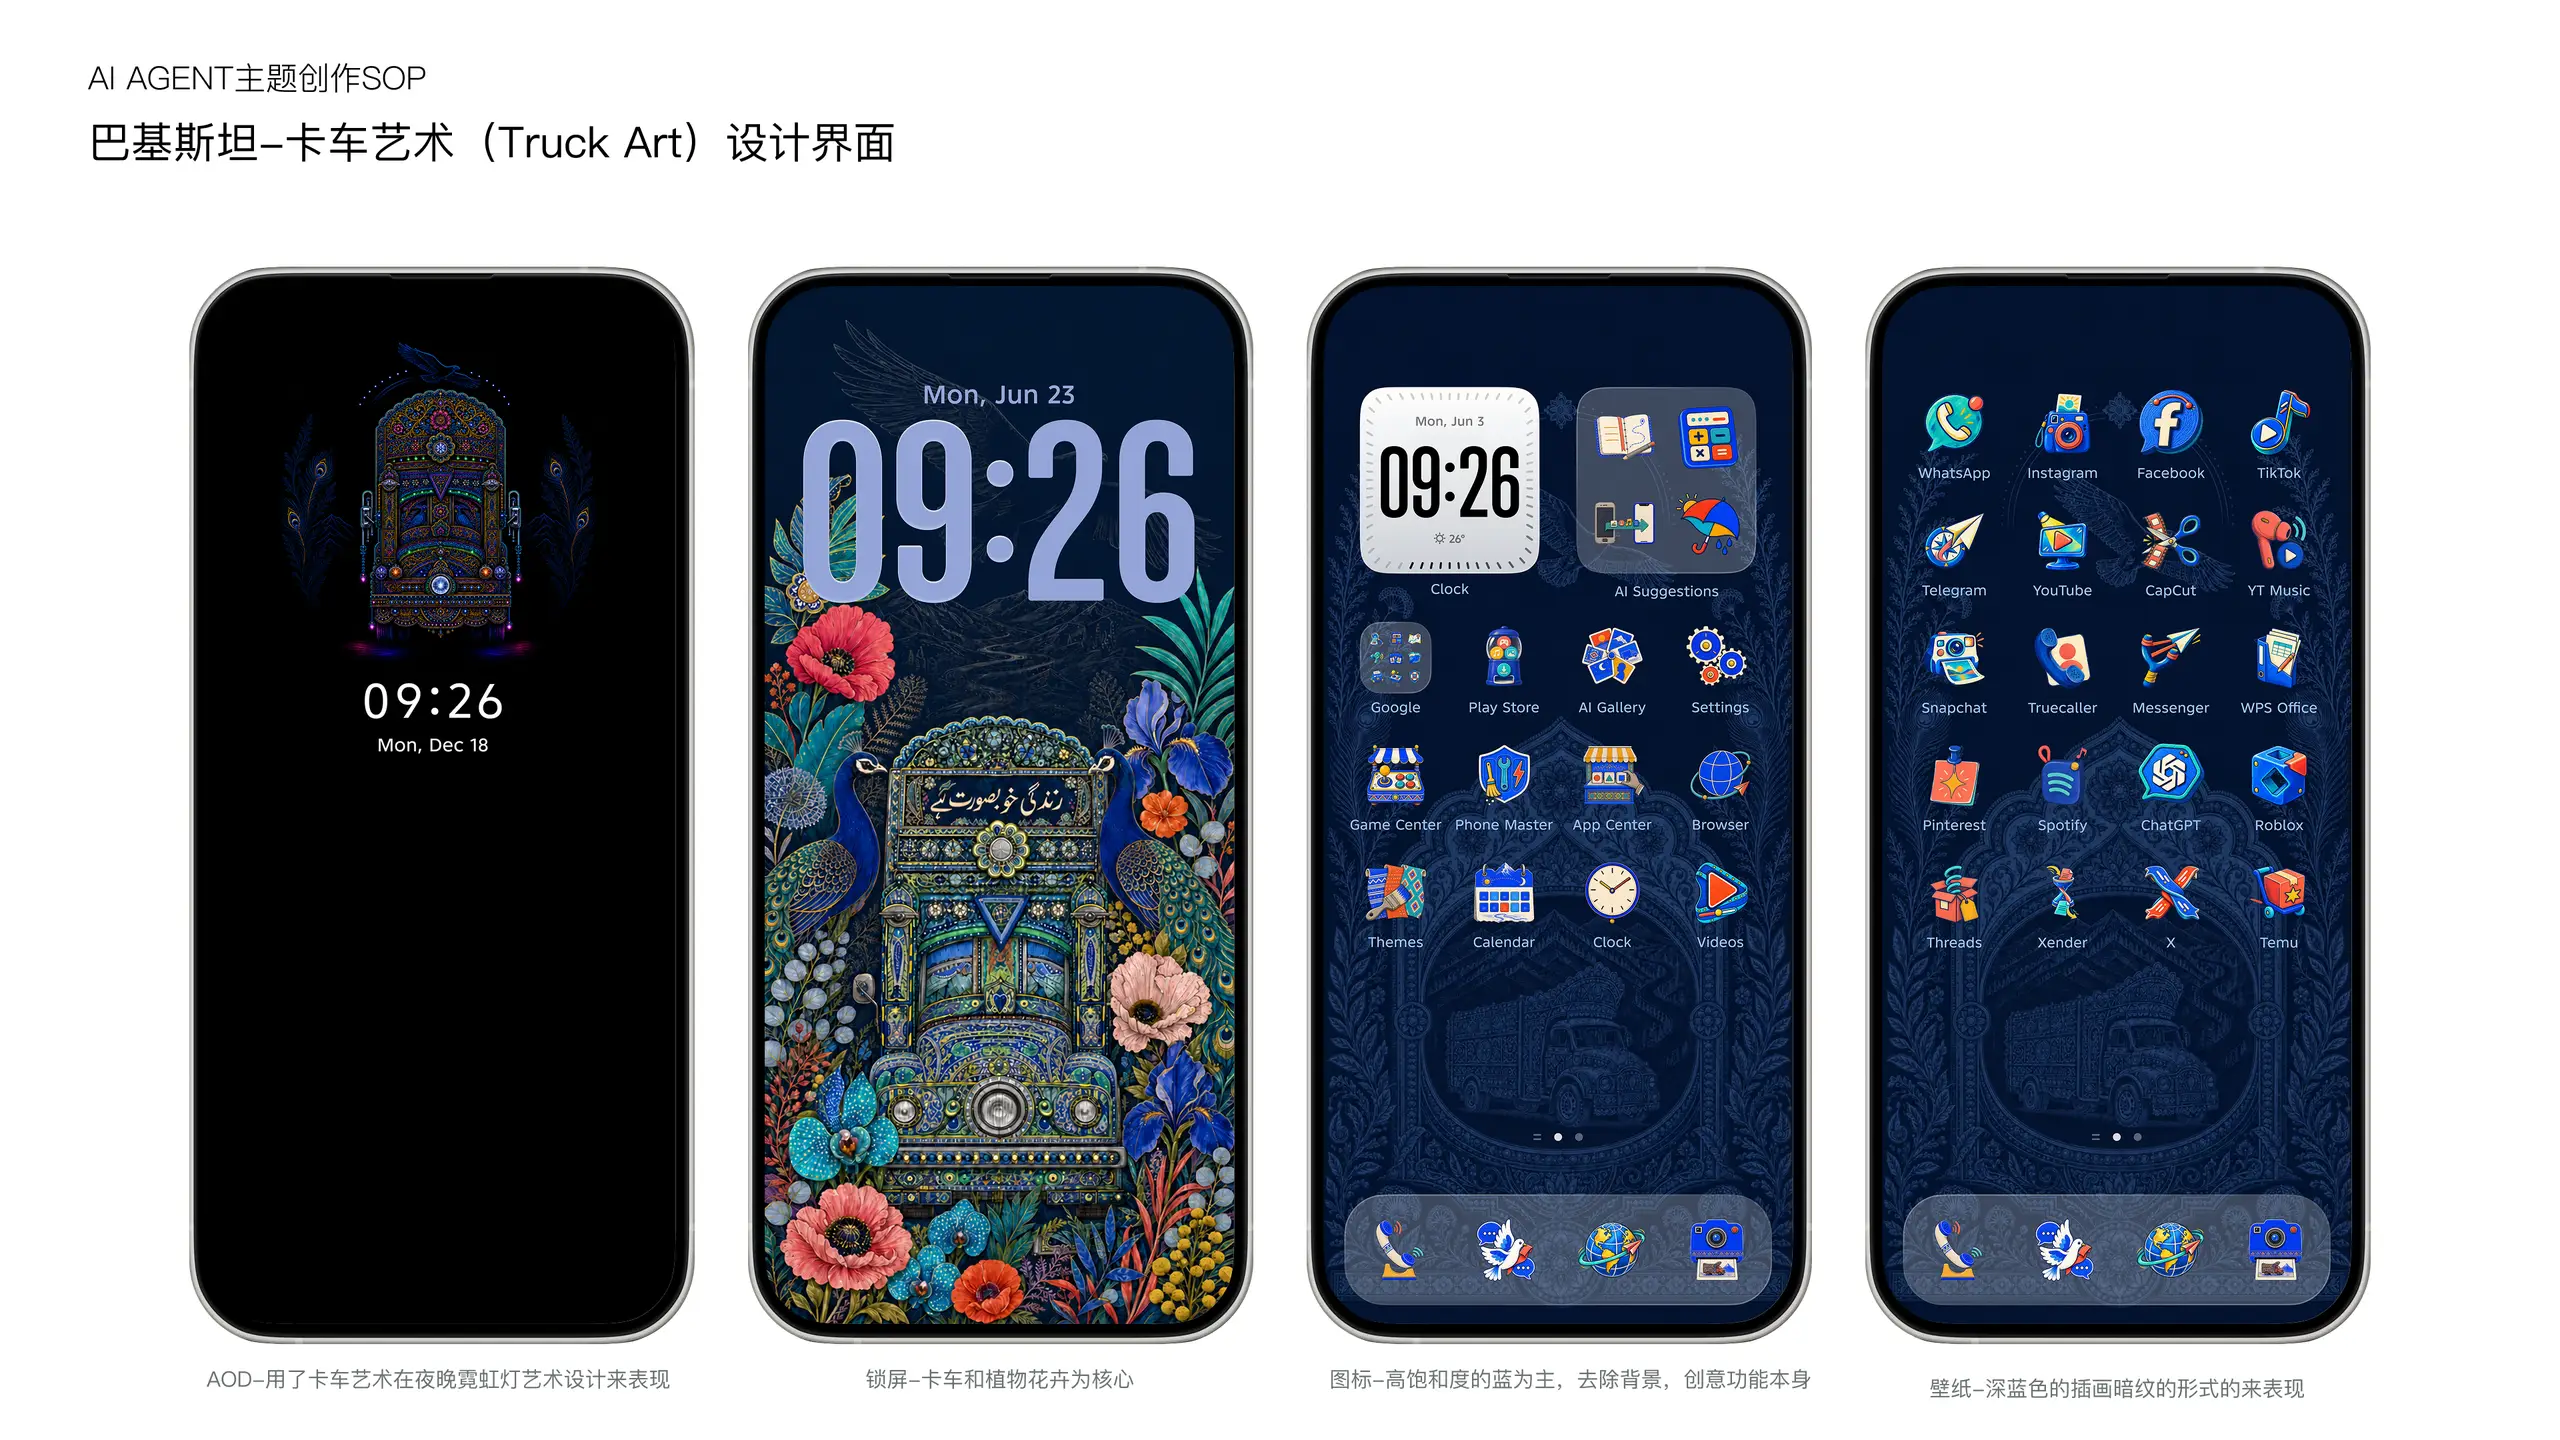 AI AGENT主题创作SOP
巴基斯坦–卡车艺术（Truck Art）设计界面
09:26
Mon, Dec 18
AOD–用了卡车艺术在夜晚霓虹灯艺术设计来表现
Mon, Jun 23
09:26
زندگی خوبصورت ہے
锁屏–卡车和植物花卉为核心
Mon, Jun 3
09:26
26°
Clock
AI Suggestions
Google
Play Store
AI Gallery
Settings
Game Center
Phone Master
App Center
Browser
Themes
Calendar
Clock
Videos
图标–高饱和度的蓝为主，去除背景，创意功能本身
WhatsApp
Instagram
Facebook
TikTok
Telegram
YouTube
CapCut
YT Music
Snapchat
Truecaller
Messenger
WPS Office
Pinterest
Spotify
ChatGPT
Roblox
Threads
Xender
X
Temu
壁纸–深蓝色的插画暗纹的形式的来表现